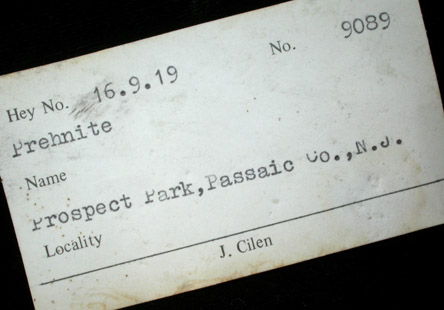 No. 9089
Hey No. 16.9.19
Prehnite
Name
Prospect Park,Passaic Co.,N.J.
Locality
J. Cilen